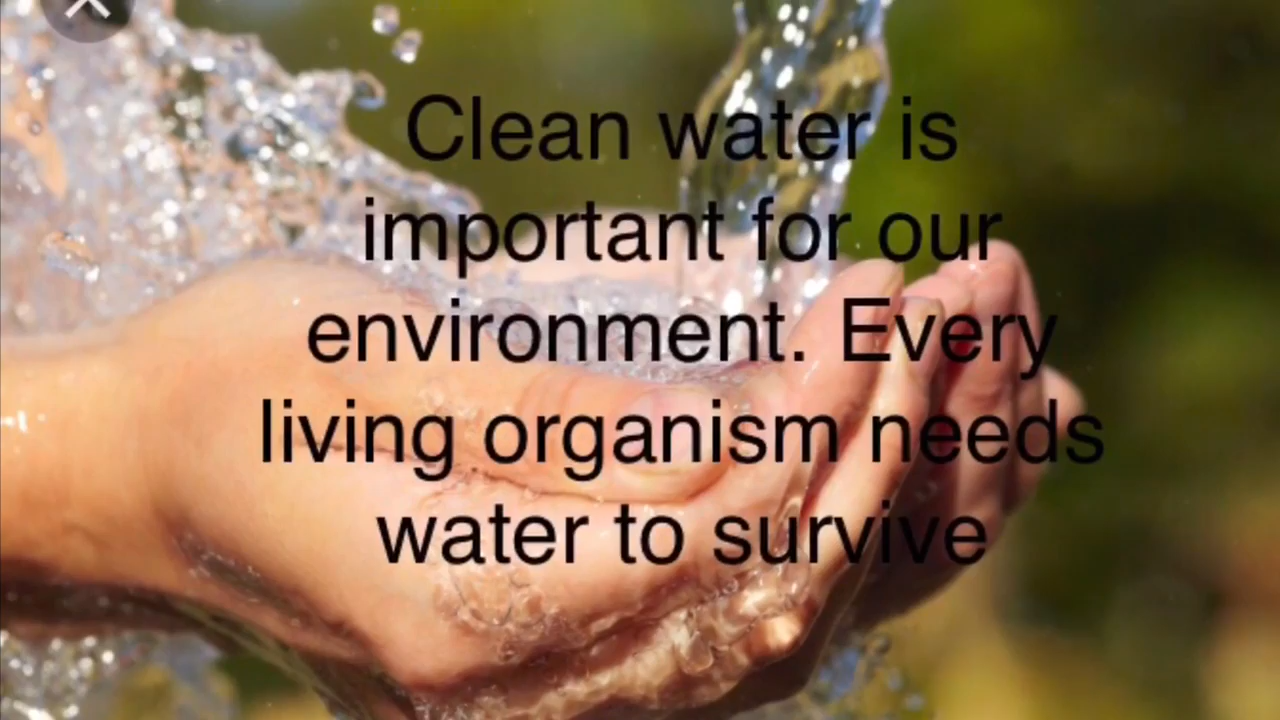 Clean water is
important for our
environment. Every
living organism needs
water to survive